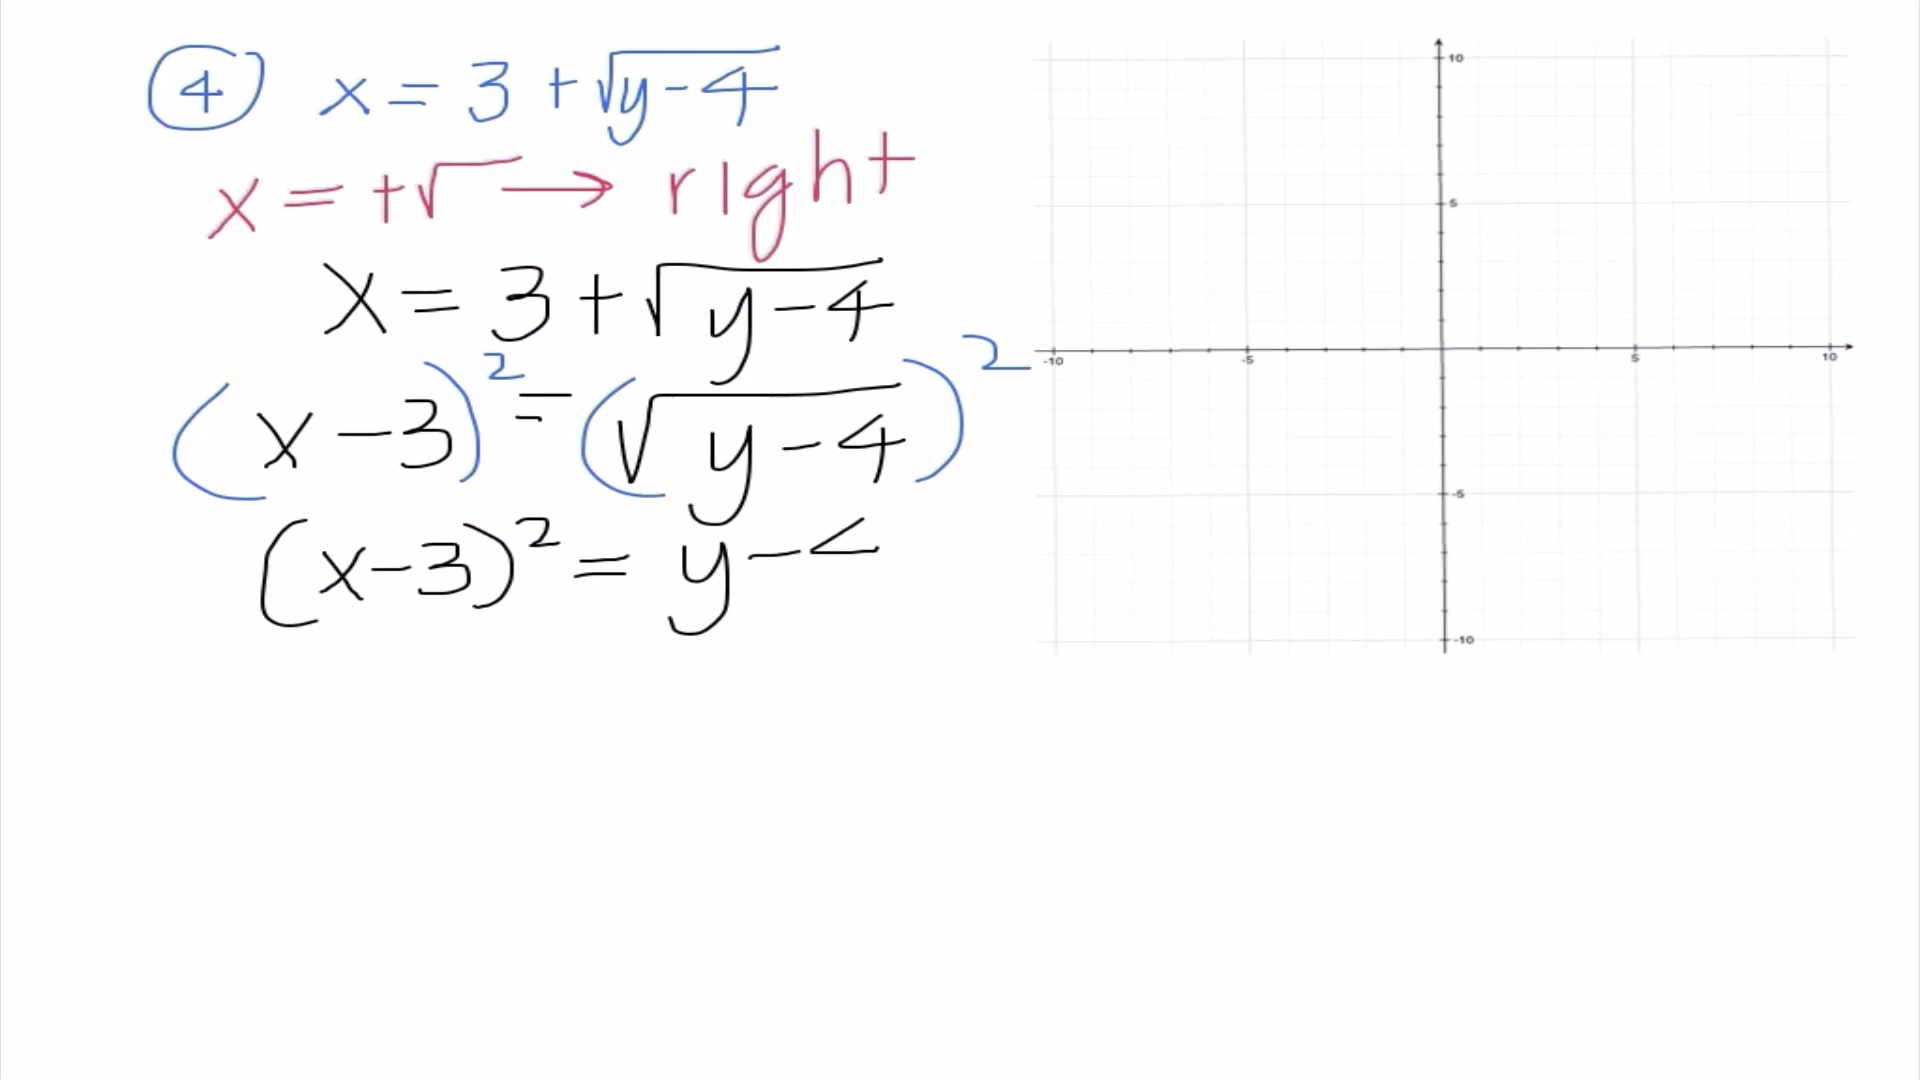 ④ x = 3 + √(y-4)
x = +√ → right
x = 3 + √(y-4)
(x-3)² = (√(y-4))²
(x-3)² = y-<
10
5
-10 -5 5 10
-5
-10